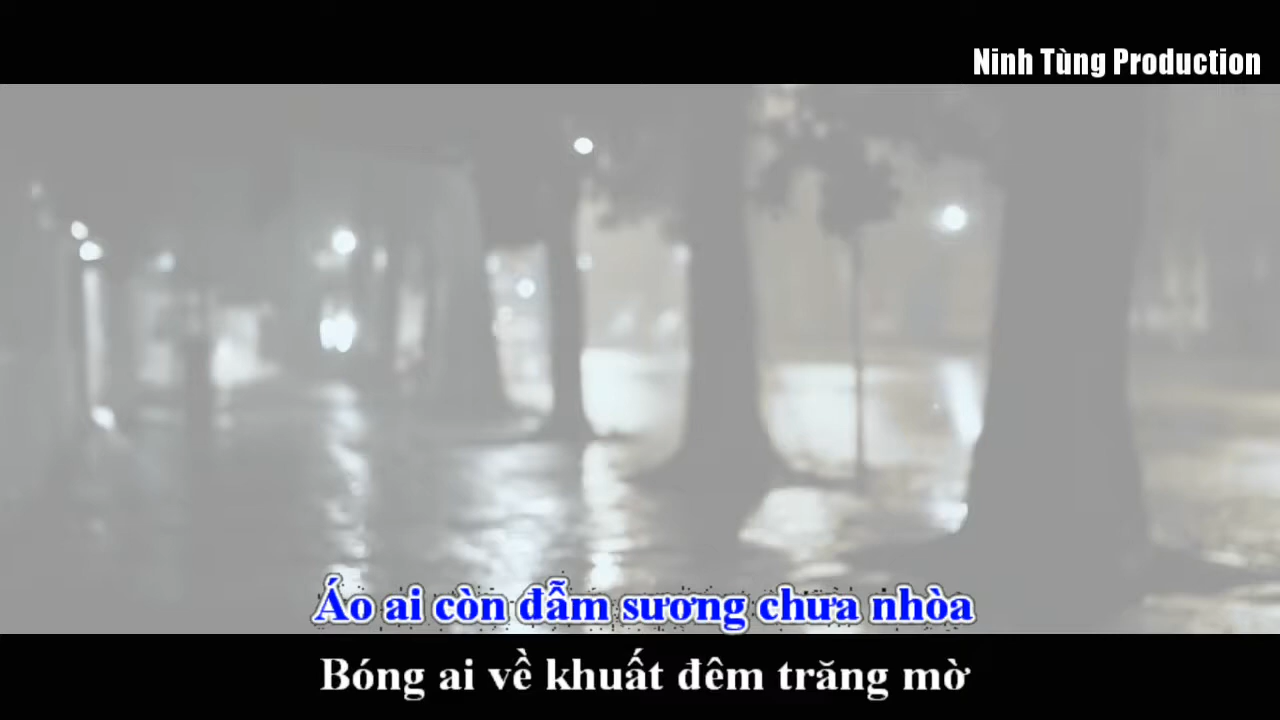 Ninh Tùng Production
Áo ai còn đẫm sương chưa nhòa
Bóng ai về khuất đêm trăng mờ